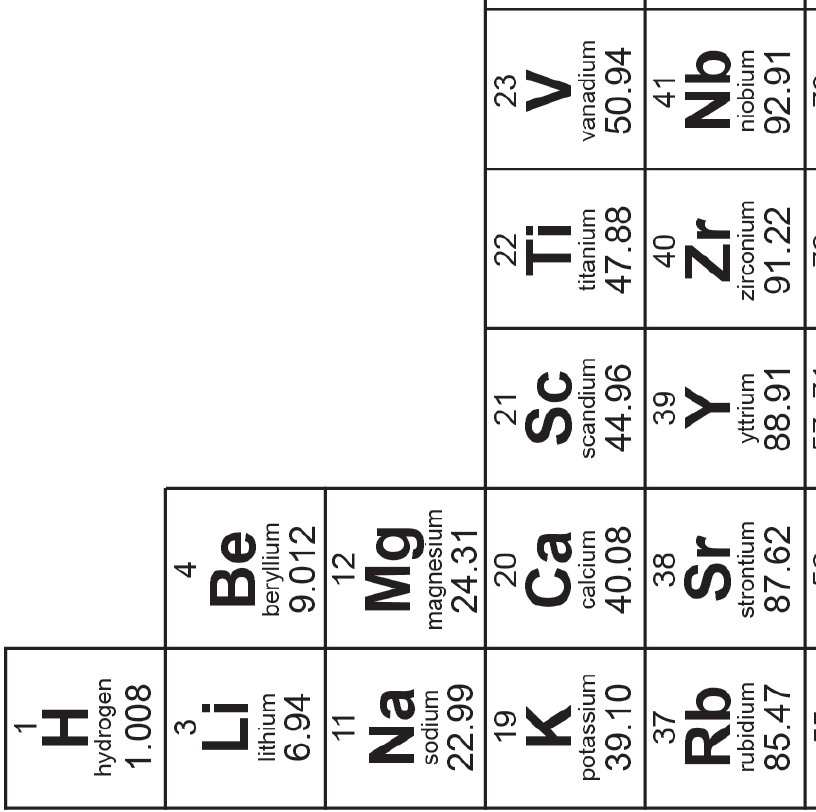 1
H
hydrogen
1.008
3
Li
lithium
6.94
4
Be
beryllium
9.012
11
Na
sodium
22.99
12
Mg
magnesium
24.31
19
K
potassium
39.10
20
Ca
calcium
40.08
21
Sc
scandium
44.96
22
Ti
titanium
47.88
23
V
vanadium
50.94
37
Rb
rubidium
85.47
38
Sr
strontium
87.62
39
Y
yttrium
88.91
40
Zr
zirconium
91.22
41
Nb
niobium
92.91